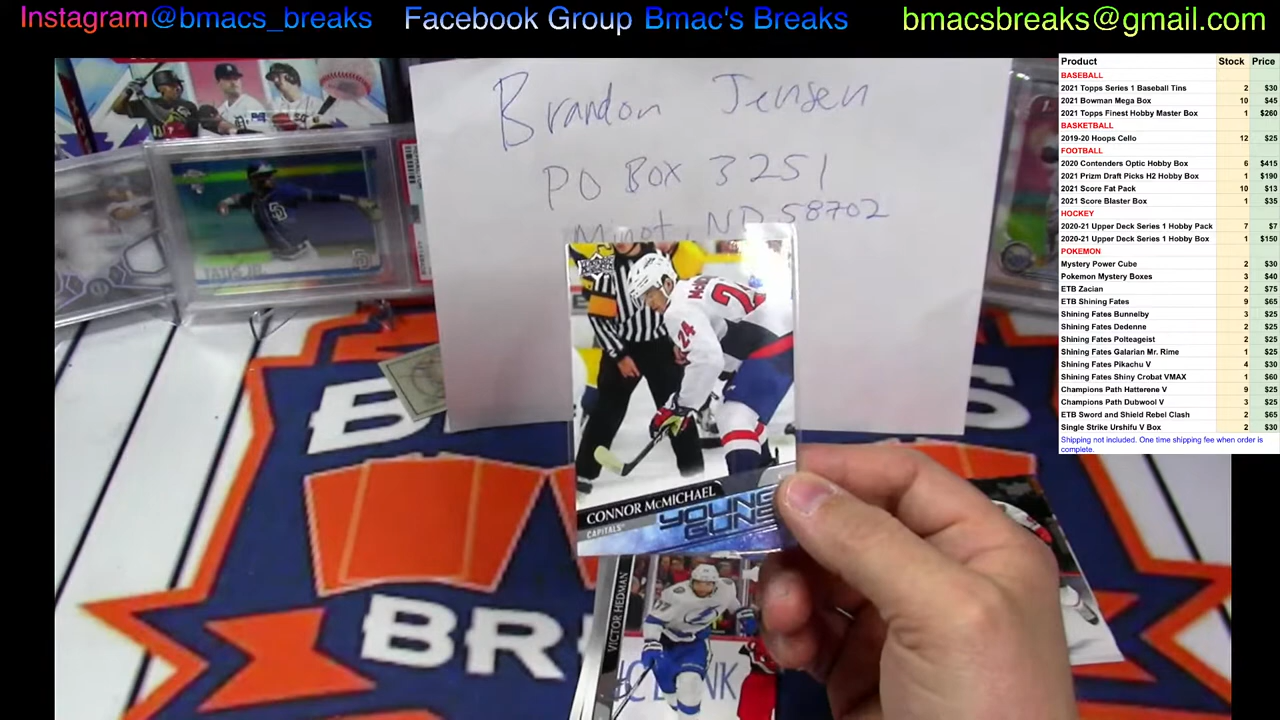 Instagram@bmacs_breaks Facebook Group Bmac's Breaks bmacsbreaks@gmail.com
Product Stock Price
BASEBALL
2021 Topps Series 1 Baseball Tins 2 $30
2021 Bowman Mega Box 10 $45
2021 Topps Finest Hobby Master Box 1 $260
BASKETBALL
2019-20 Hoops Cello 12 $25
FOOTBALL
2020 Contenders Optic Hobby Box 6 $415
2021 Prizm Draft Picks H2 Hobby Box 1 $190
2021 Score Fat Pack 10 $13
2021 Score Blaster Box 1 $35
HOCKEY
2020-21 Upper Deck Series 1 Hobby Pack 7 $7
2020-21 Upper Deck Series 1 Hobby Box 1 $150
POKEMON
Mystery Power Cube 2 $30
Pokemon Mystery Boxes 3 $40
ETB Zacian 2 $75
ETB Shining Fates 9 $65
Shining Fates Bunnelby 3 $25
Shining Fates Dedenne 2 $25
Shining Fates Polteageist 2 $25
Shining Fates Galarian Mr. Rime 1 $25
Shining Fates Pikachu V 4 $30
Shining Fates Shiny Crobat VMAX 1 $60
Champions Path Hatterene V 9 $25
Champions Path Dubwool V 3 $25
ETB Sword and Shield Rebel Clash 2 $65
Single Strike Urshifu V Box 2 $30
Shipping not included. One time shipping fee when order is
complete.
Brandon Jensen
PO Box 3251
Minot, ND 58702
TATIS JR.
24
CONNOR McMICHAEL
CAPITALS
YOUNG
GUNS
VICTOR HEDMAN
77